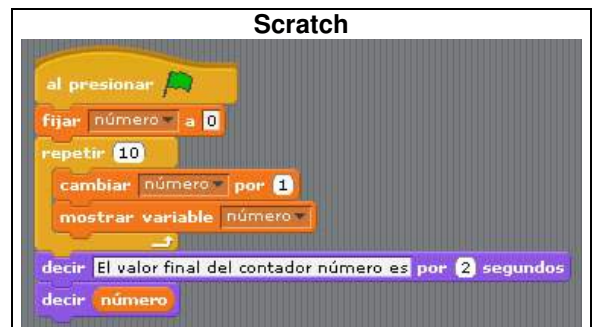 Scratch
al presionar
fijar número a 0
repetir 10
cambiar número por 1
mostrar variable número
decir El valor final del contador número es por 2 segundos
decir número